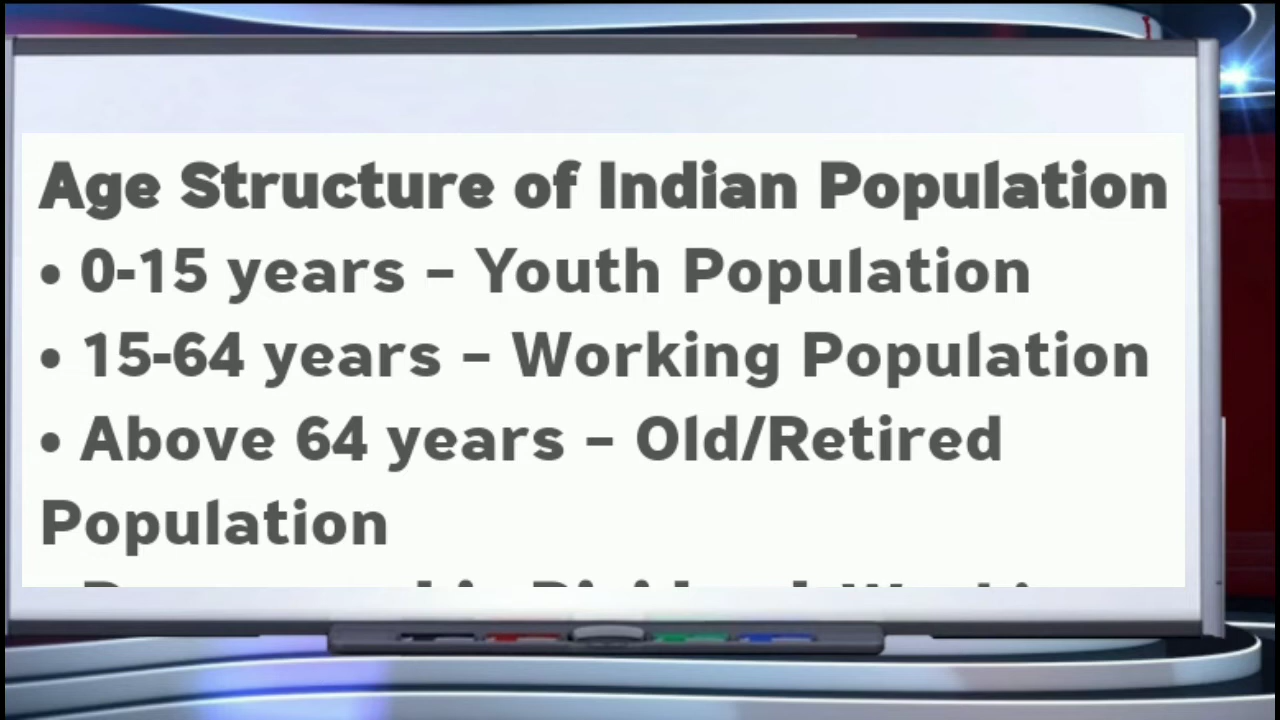 Age Structure of Indian Population
• 0-15 years – Youth Population
• 15-64 years – Working Population
• Above 64 years – Old/Retired
Population